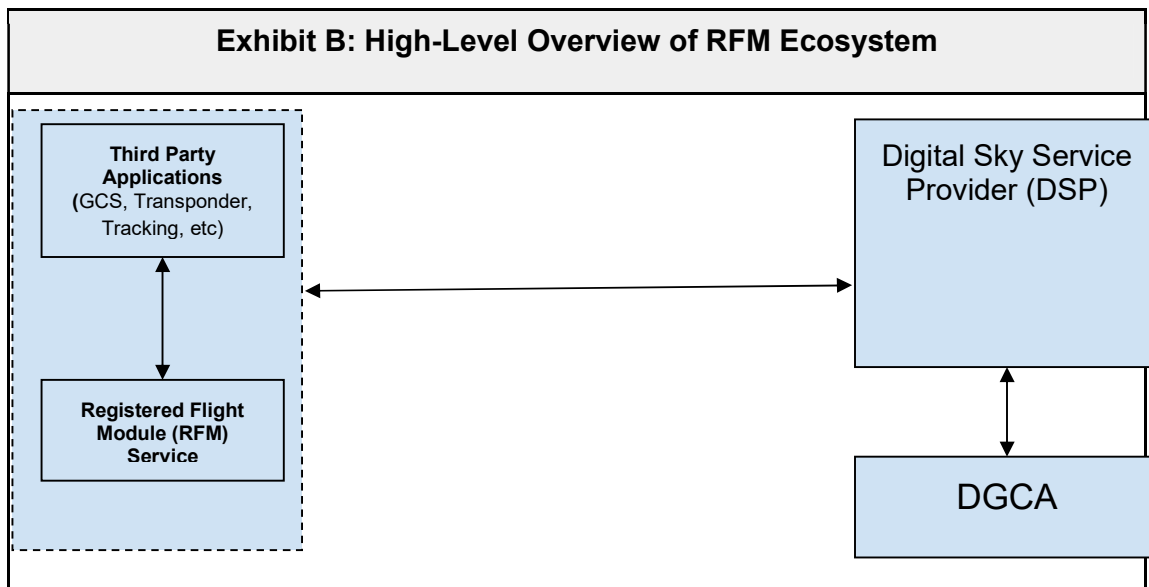 Exhibit B: High-Level Overview of RFM Ecosystem
Third Party
Applications
(GCS, Transponder,
Tracking, etc)
Registered Flight
Module (RFM)
Service
Digital Sky Service
Provider (DSP)
DGCA